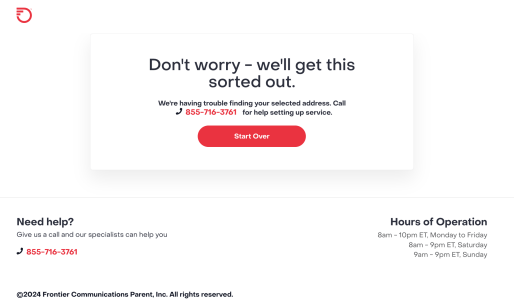 Don't worry – we'll get this
sorted out.
We're having trouble finding your selected address. Call
855-716-3761 for help setting up service.
Start Over
Need help?
Give us a call and our specialists can help you
855-716-3761
Hours of Operation
8am - 10pm ET, Monday to Friday
8am - 9pm ET, Saturday
9am - 9pm ET, Sunday
©2024 Frontier Communications Parent, Inc. All rights reserved.